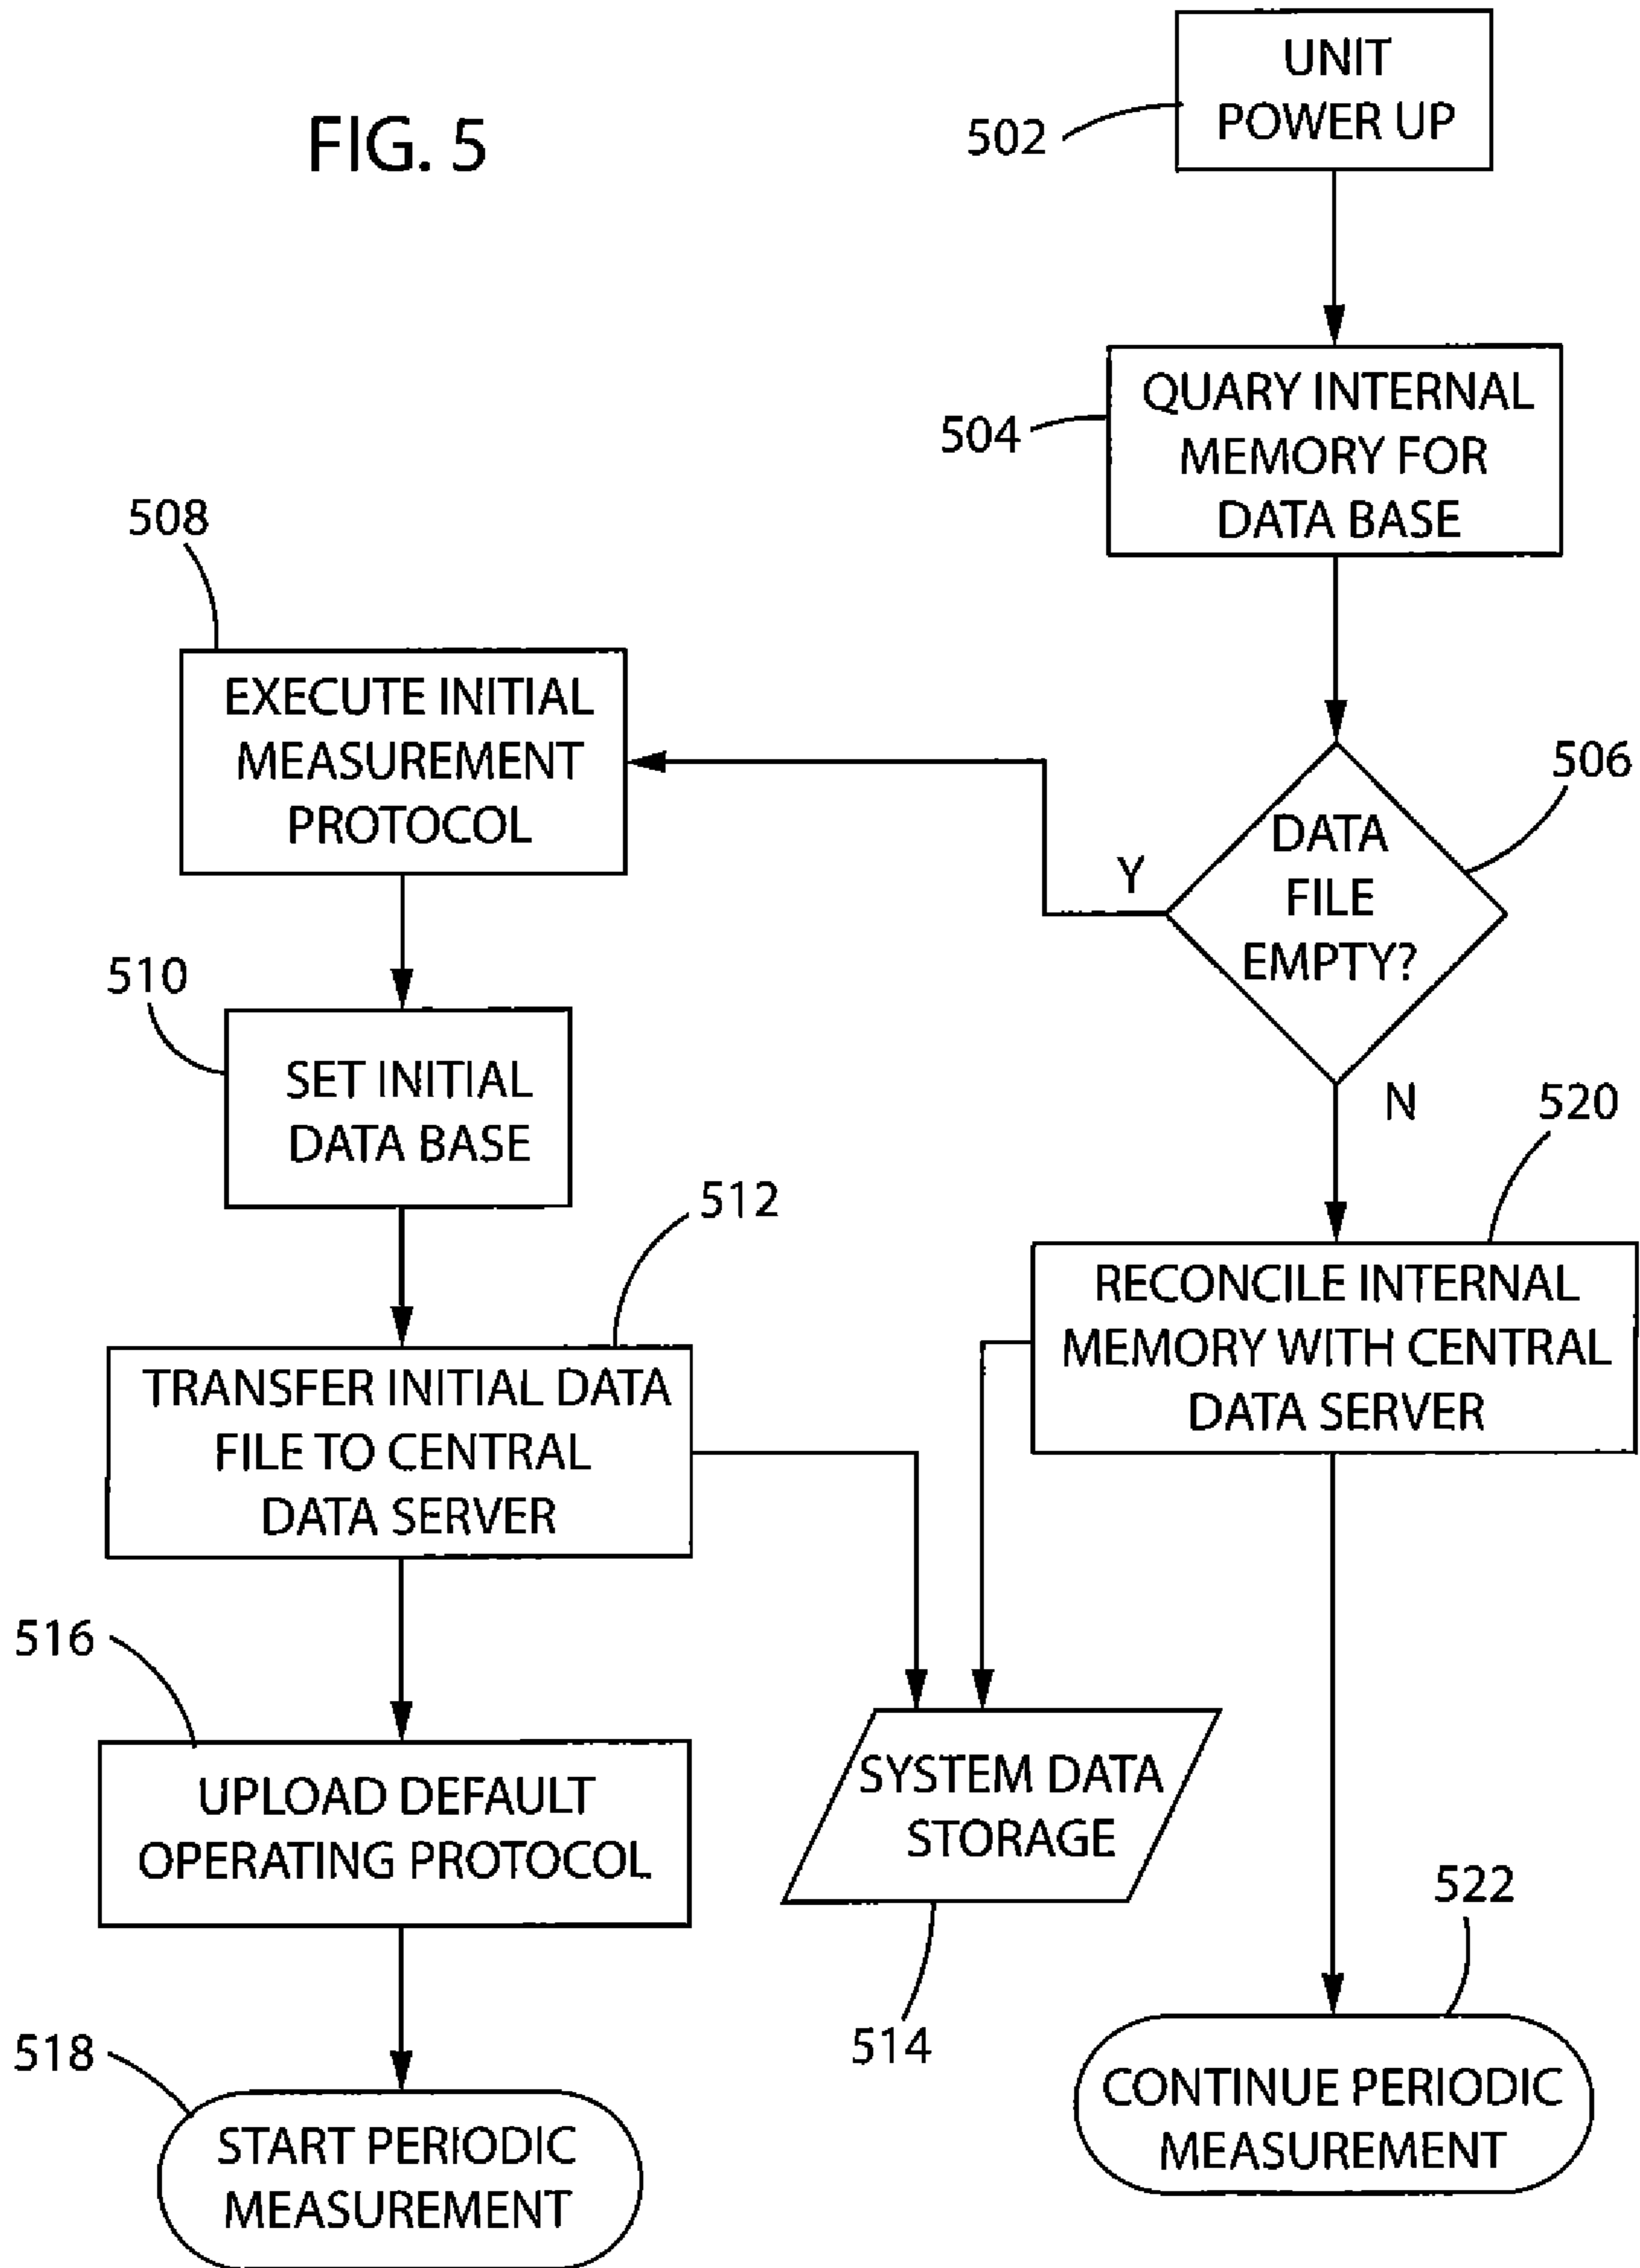 FIG. 5
UNIT
POWER UP
502
QUARY INTERNAL
MEMORY FOR
DATA BASE
504
DATA
FILE
EMPTY?
506
Y
N
508
EXECUTE INITIAL
MEASUREMENT
PROTOCOL
510
SET INITIAL
DATA BASE
512
TRANSFER INITIAL DATA
FILE TO CENTRAL
DATA SERVER
520
RECONCILE INTERNAL
MEMORY WITH CENTRAL
DATA SERVER
516
UPLOAD DEFAULT
OPERATING PROTOCOL
SYSTEM DATA
STORAGE
514
518
START PERIODIC
MEASUREMENT
522
CONTINUE PERIODIC
MEASUREMENT